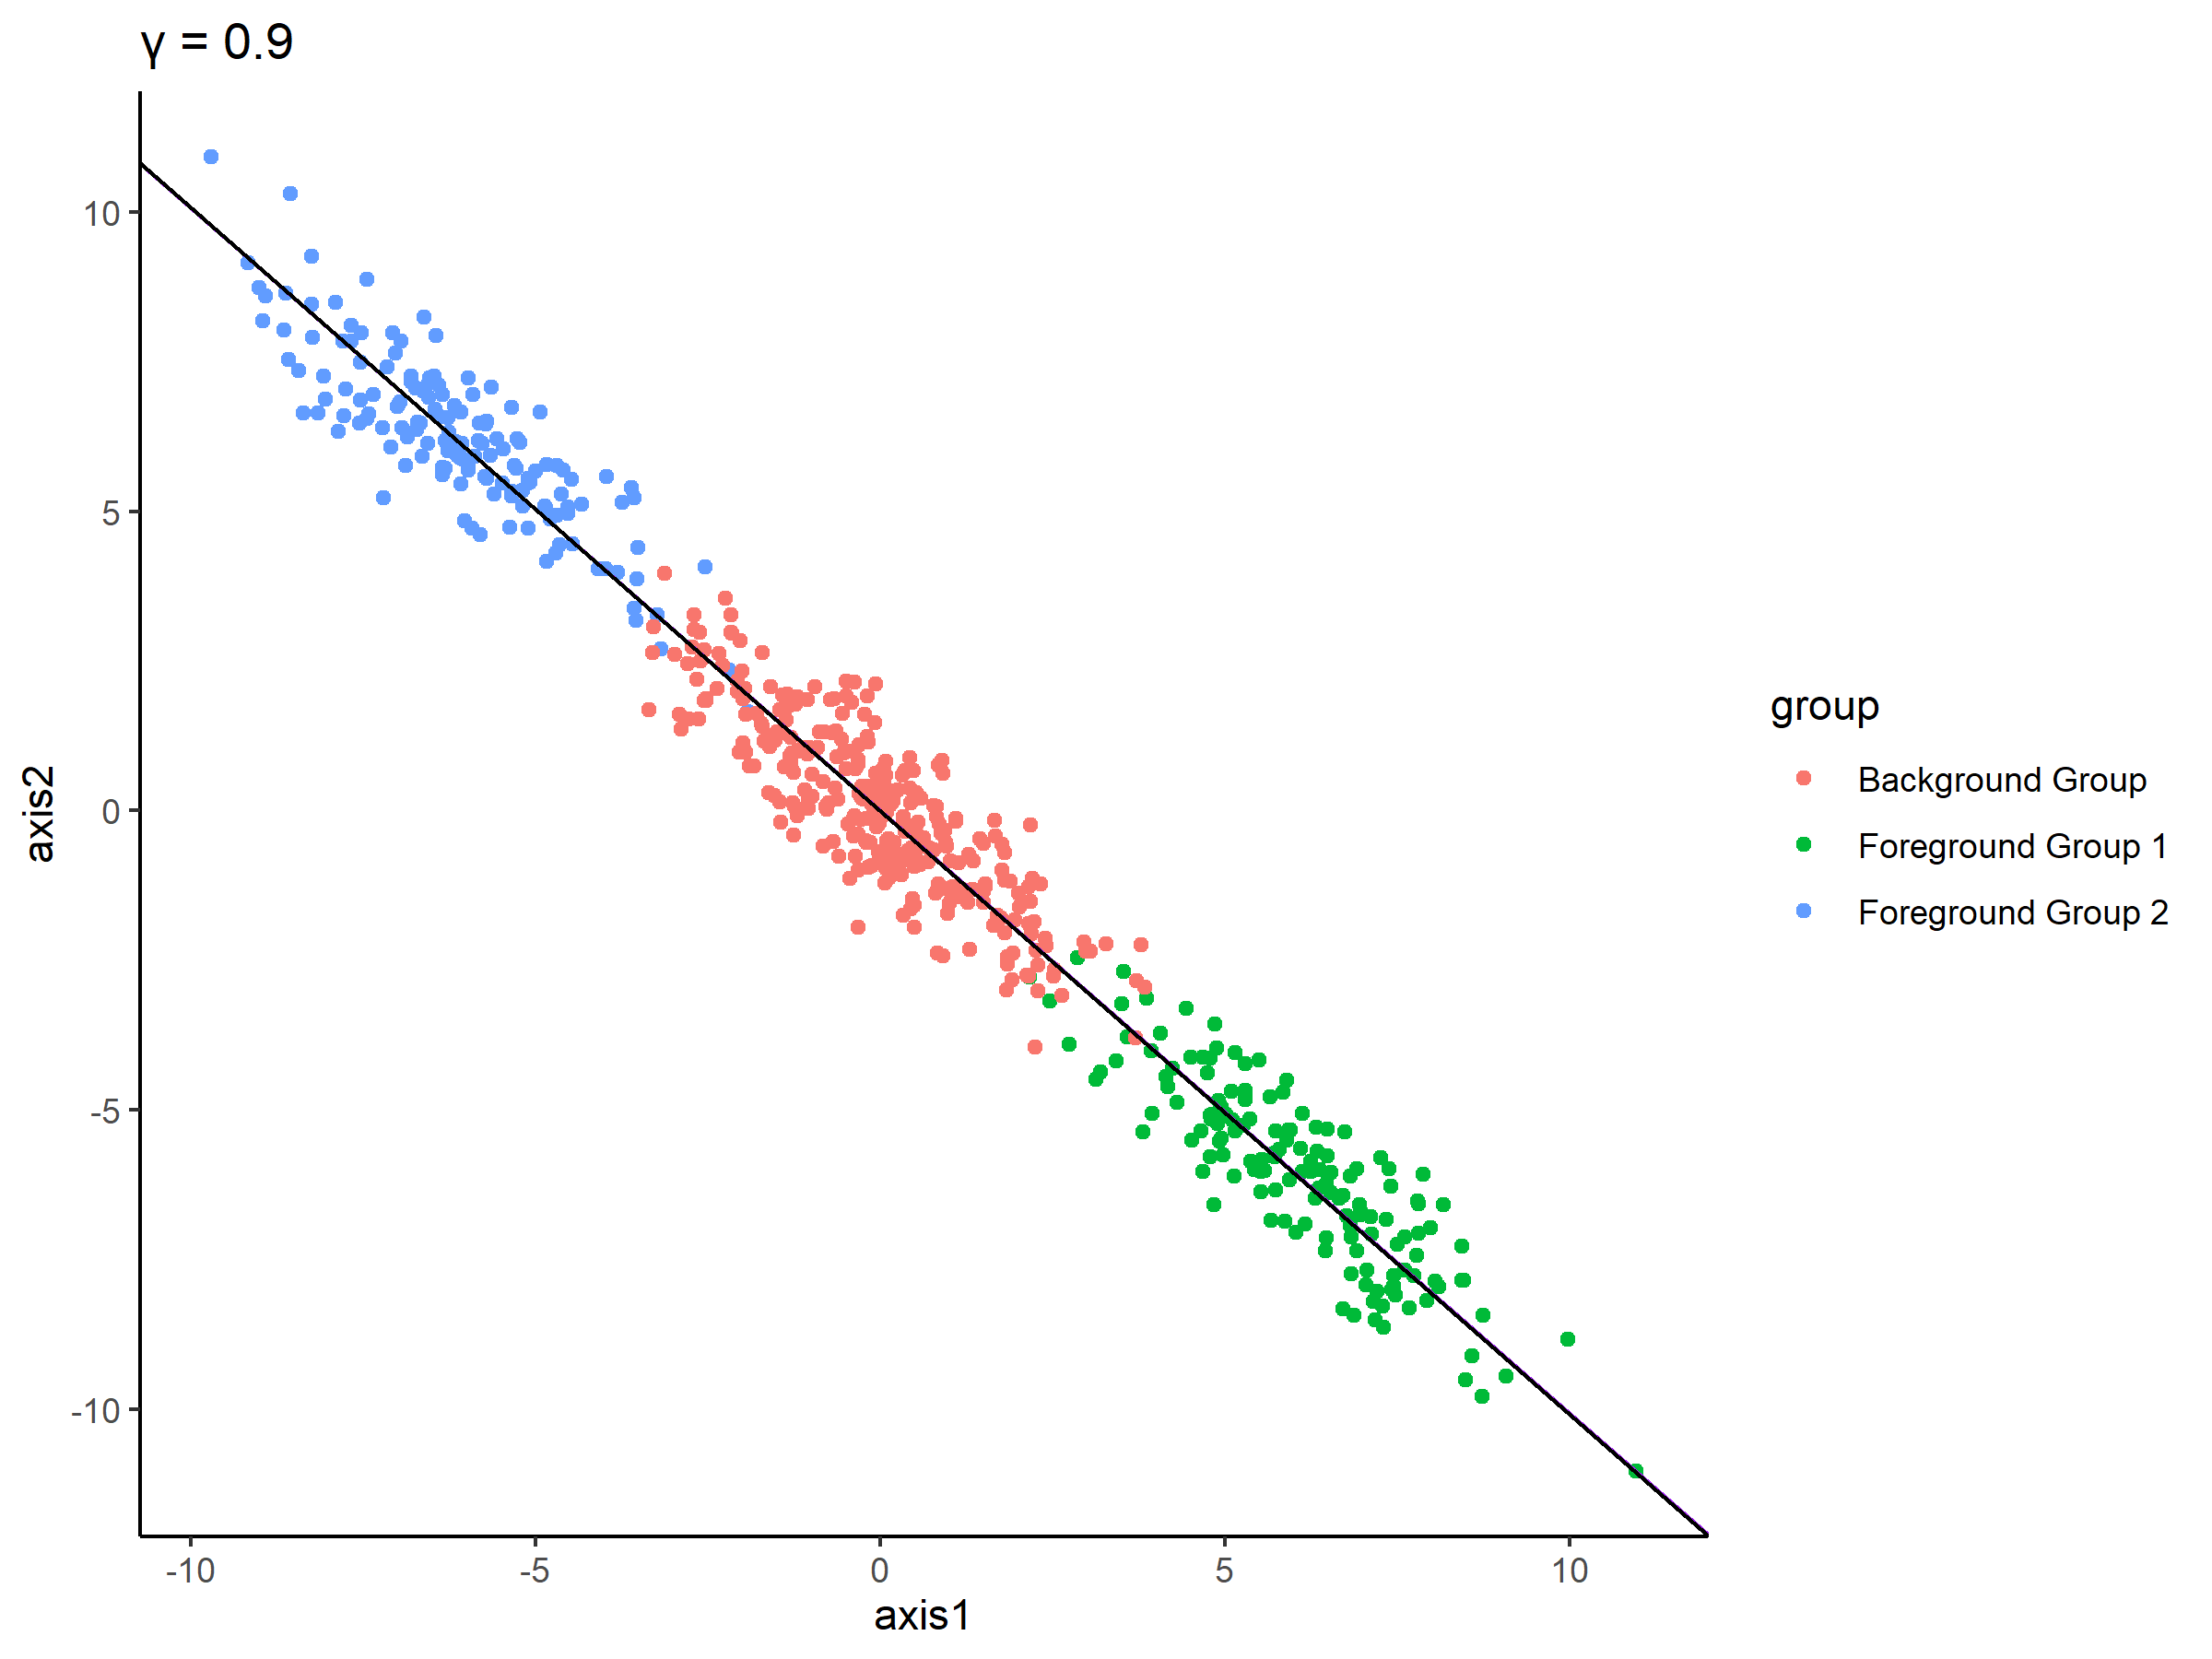 γ = 0.9
10
5
0
-5
-10
axis2
-10
-5
0
5
10
axis1
group
Background Group
Foreground Group 1
Foreground Group 2